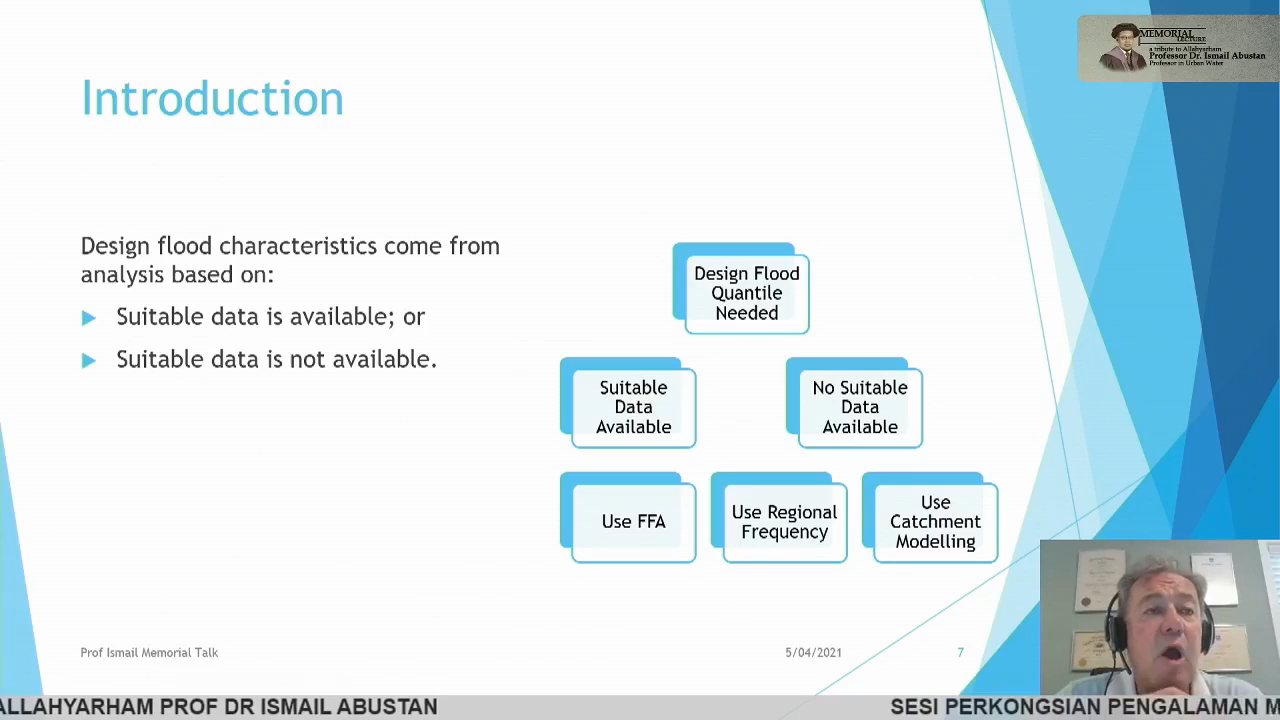 MEMORIAL
LECTURE
a tribute to Allahyarham
Professor Dr. Ismail Abustan
Professor in Urban Water
Introduction
Design flood characteristics come from
analysis based on:
Suitable data is available; or
Suitable data is not available.
Design Flood
Quantile
Needed
Suitable
Data
Available
No Suitable
Data
Available
Use FFA
Use Regional
Frequency
Use
Catchment
Modelling
Prof Ismail Memorial Talk
5/04/2021
7
ALLAHYARHAM PROF DR ISMAIL ABUSTAN
SESI PERKONGSIAN PENGALAMAN M